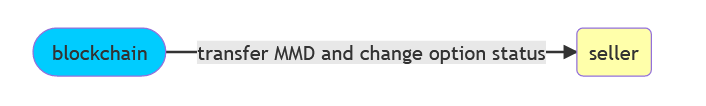 blockchain
transfer MMD and change option status
seller